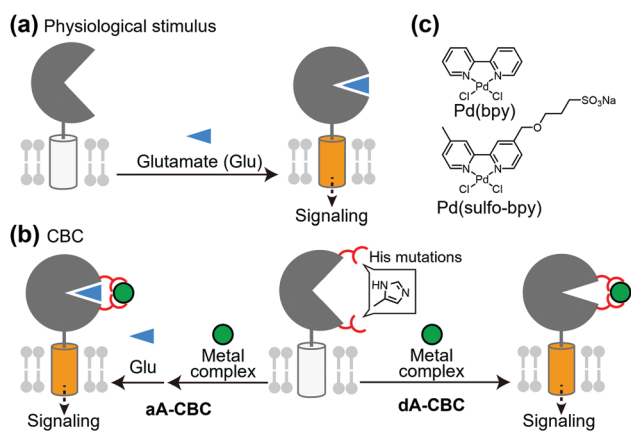 (a) Physiological stimulus
Glutamate (Glu)
Signaling
(c)
N N
Pd
Cl Cl
Pd(bpy)
SO₃Na
O
N N
Pd
Cl Cl
Pd(sulfo-bpy)
(b) CBC
His mutations
HN N
Glu
Metal
complex
aA-CBC
Metal
complex
dA-CBC
Signaling
Signaling